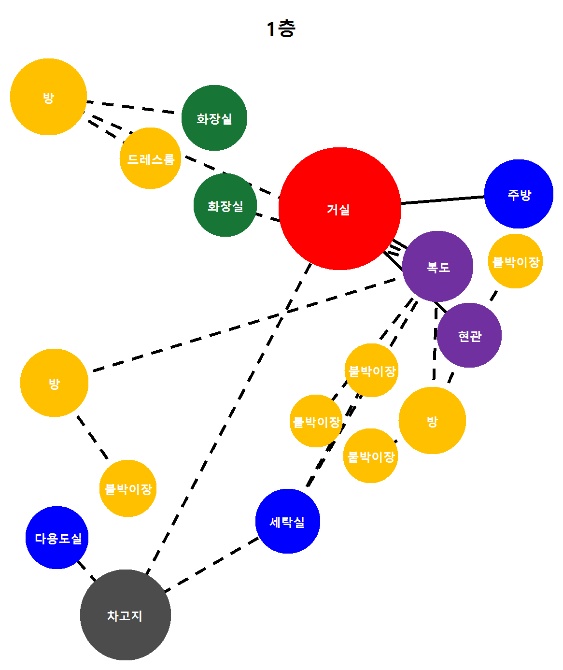 1층
방
화장실
드레스룸
화장실
거실
주방
복도
붙박이장
현관
방
붙박이장
붙박이장
방
붙박이장
붙박이장
다용도실
세탁실
차고지